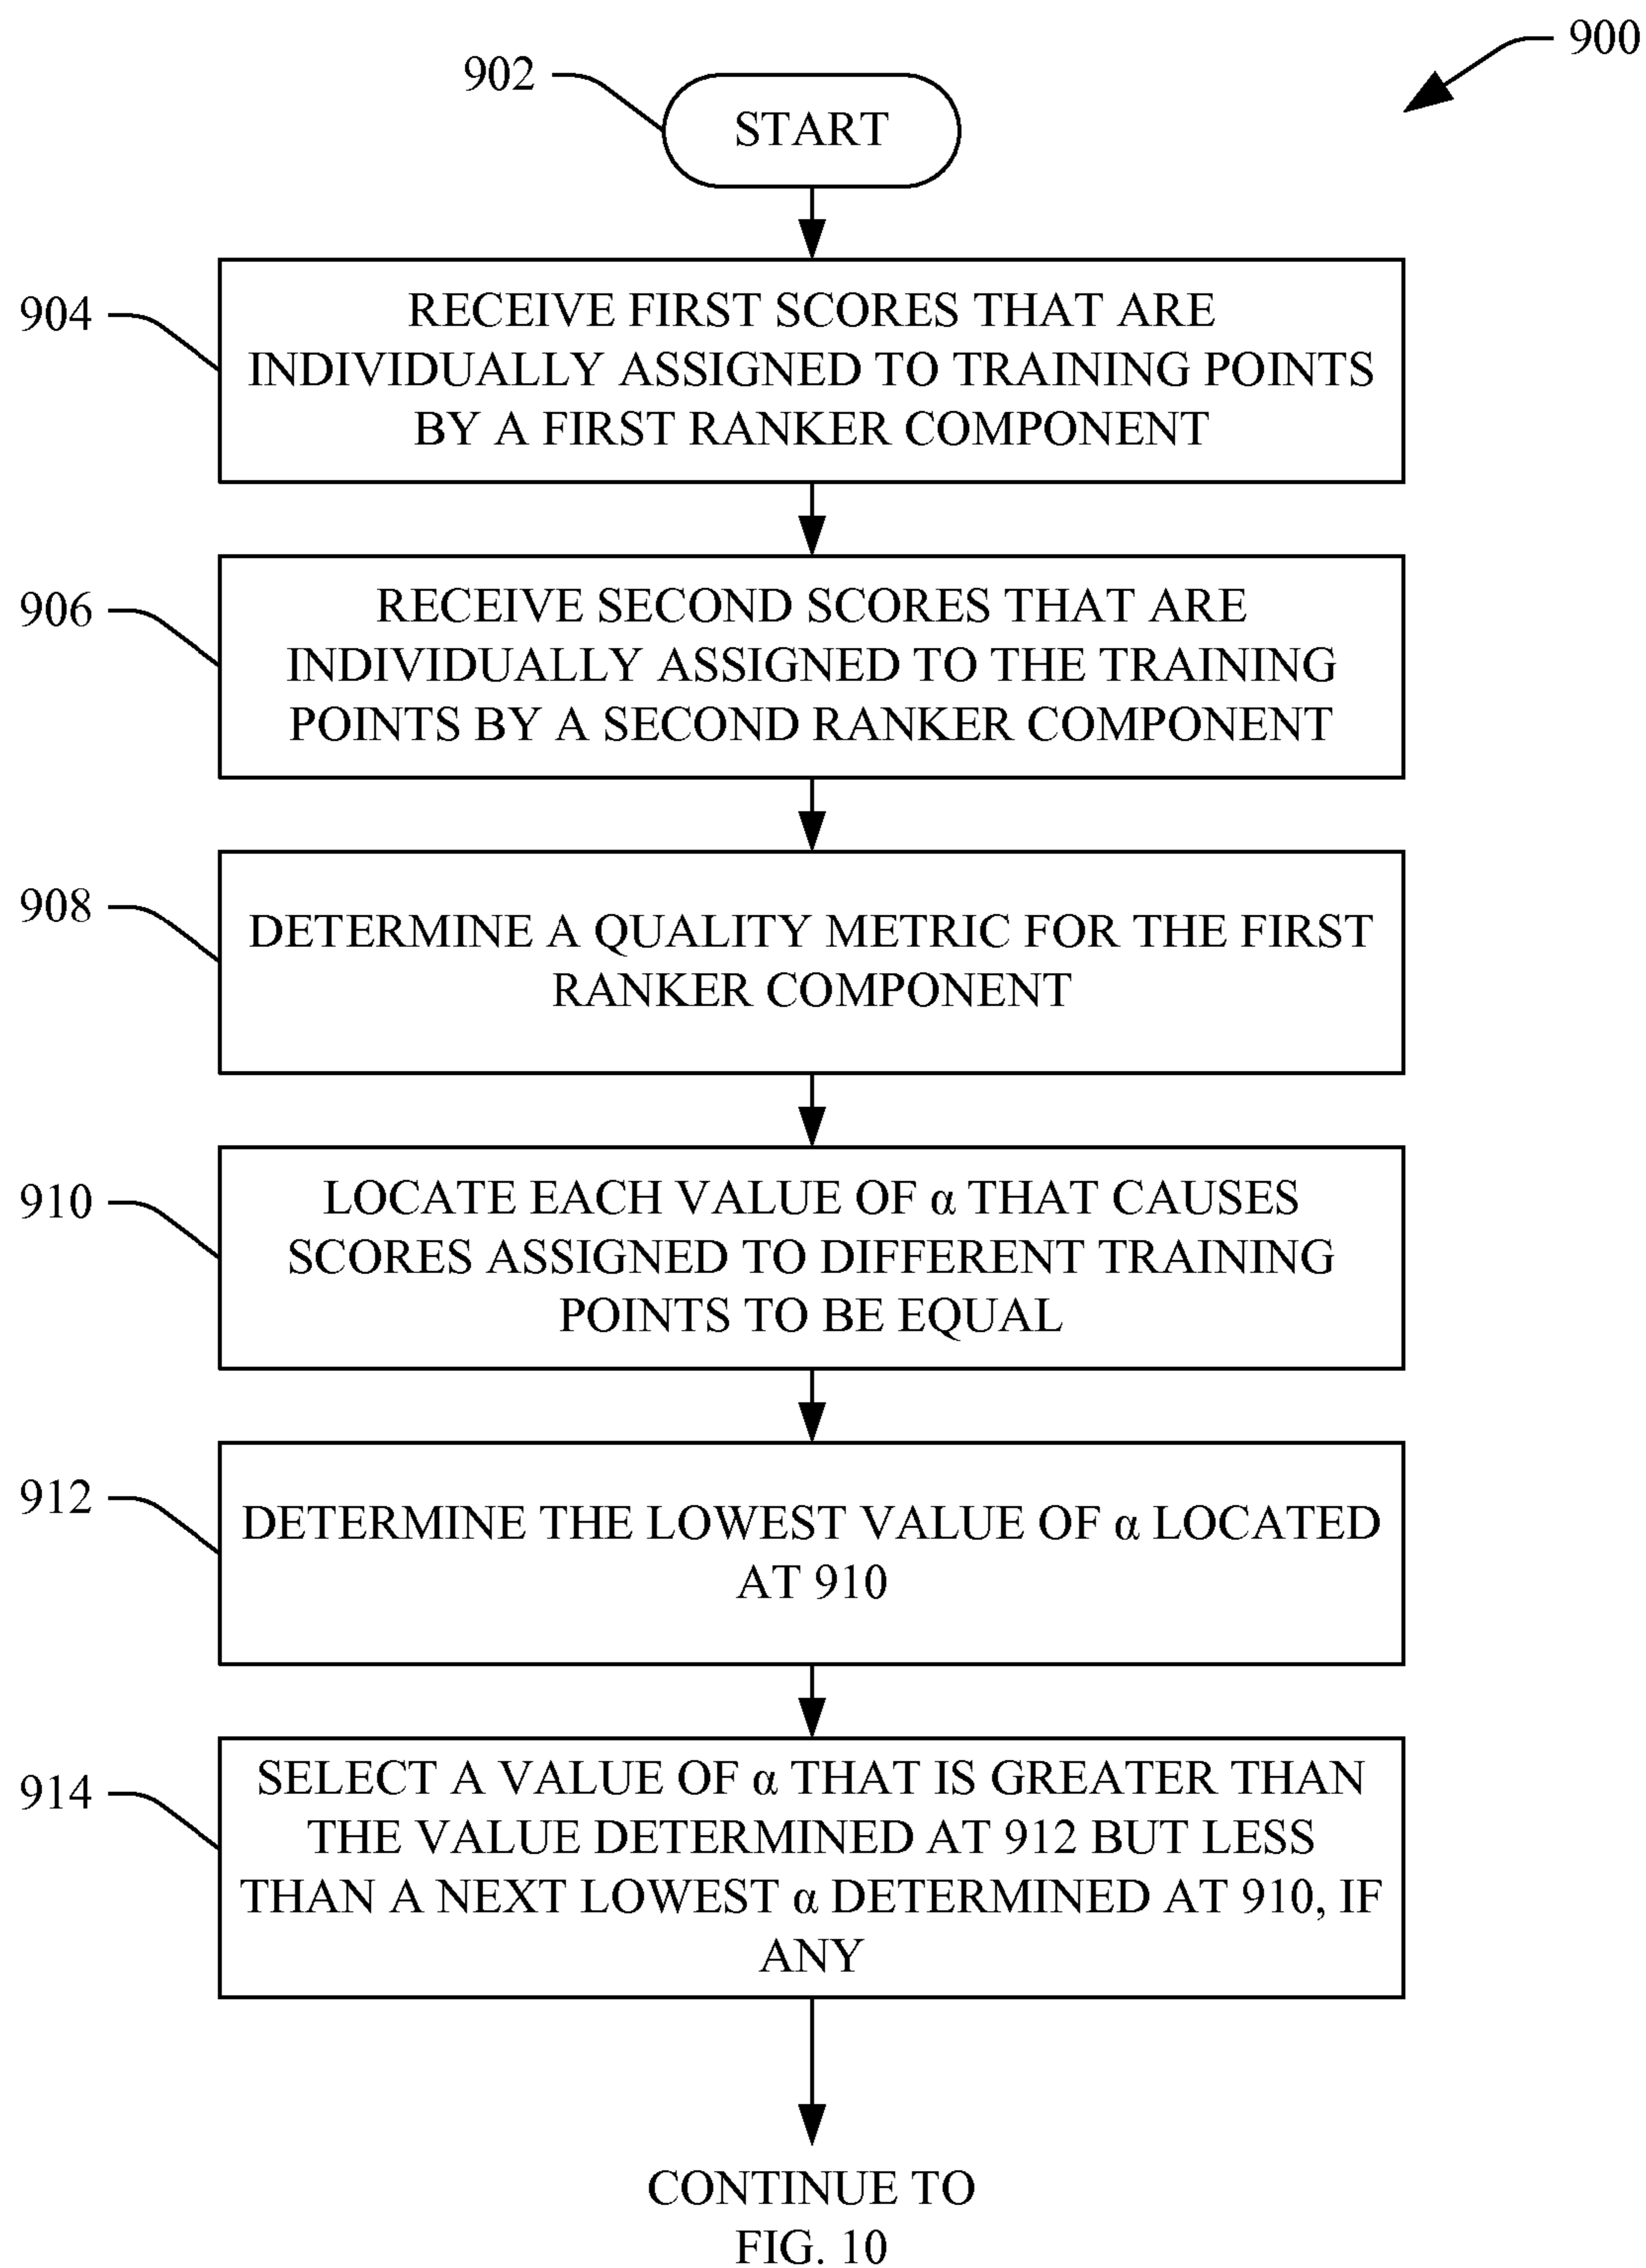 900
902
START
904
RECEIVE FIRST SCORES THAT ARE
INDIVIDUALLY ASSIGNED TO TRAINING POINTS
BY A FIRST RANKER COMPONENT
906
RECEIVE SECOND SCORES THAT ARE
INDIVIDUALLY ASSIGNED TO THE TRAINING
POINTS BY A SECOND RANKER COMPONENT
908
DETERMINE A QUALITY METRIC FOR THE FIRST
RANKER COMPONENT
910
LOCATE EACH VALUE OF α THAT CAUSES
SCORES ASSIGNED TO DIFFERENT TRAINING
POINTS TO BE EQUAL
912
DETERMINE THE LOWEST VALUE OF α LOCATED
AT 910
914
SELECT A VALUE OF α THAT IS GREATER THAN
THE VALUE DETERMINED AT 912 BUT LESS
THAN A NEXT LOWEST α DETERMINED AT 910, IF
ANY
CONTINUE TO
FIG. 10